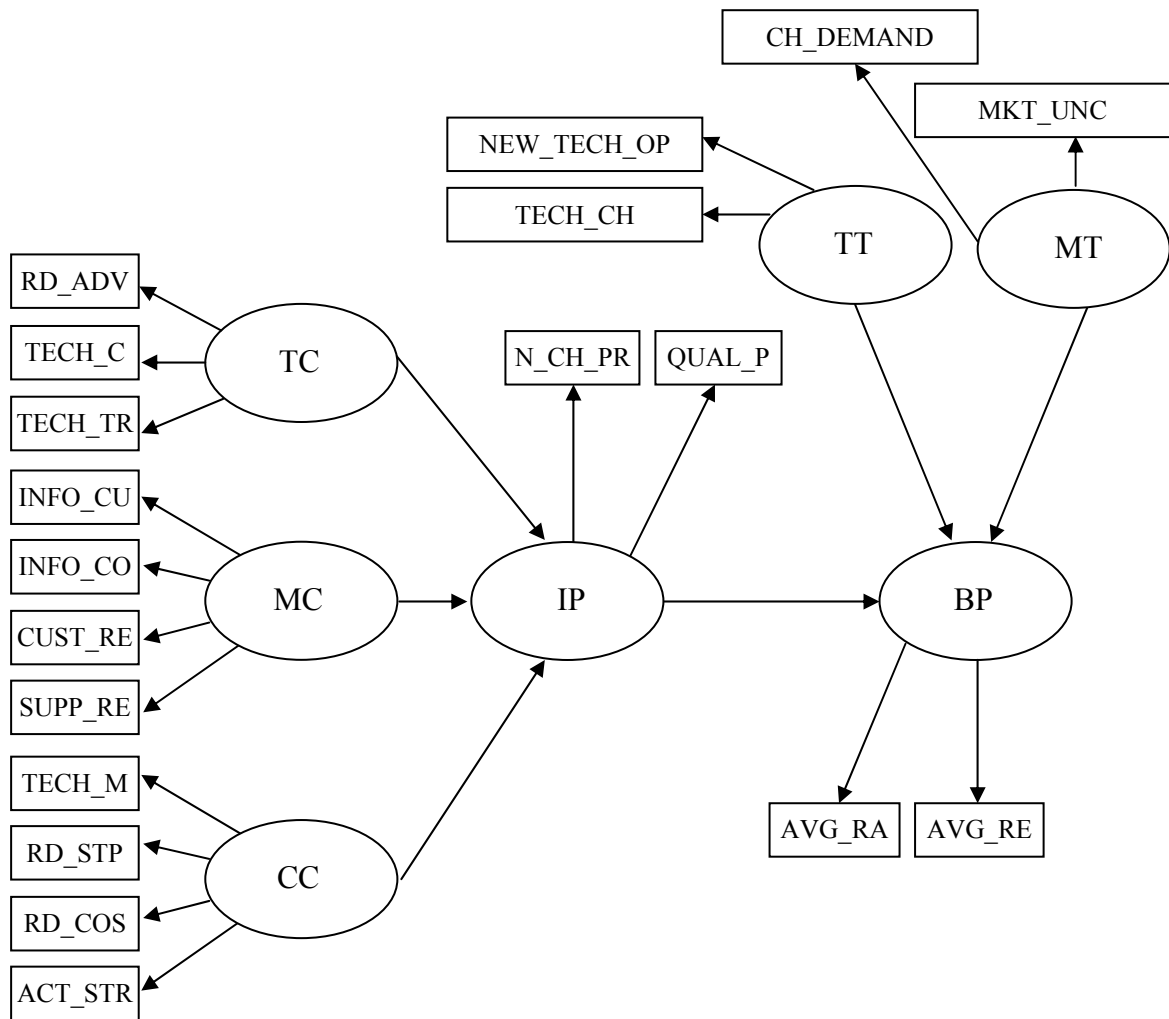 CH_DEMAND
MKT_UNC
NEW_TECH_OP
TECH_CH
TT
MT
RD_ADV
TECH_C
TECH_TR
TC
N_CH_PR
QUAL_P
INFO_CU
INFO_CO
CUST_RE
SUPP_RE
MC
IP
BP
TECH_M
RD_STP
RD_COS
ACT_STR
CC
AVG_RA
AVG_RE